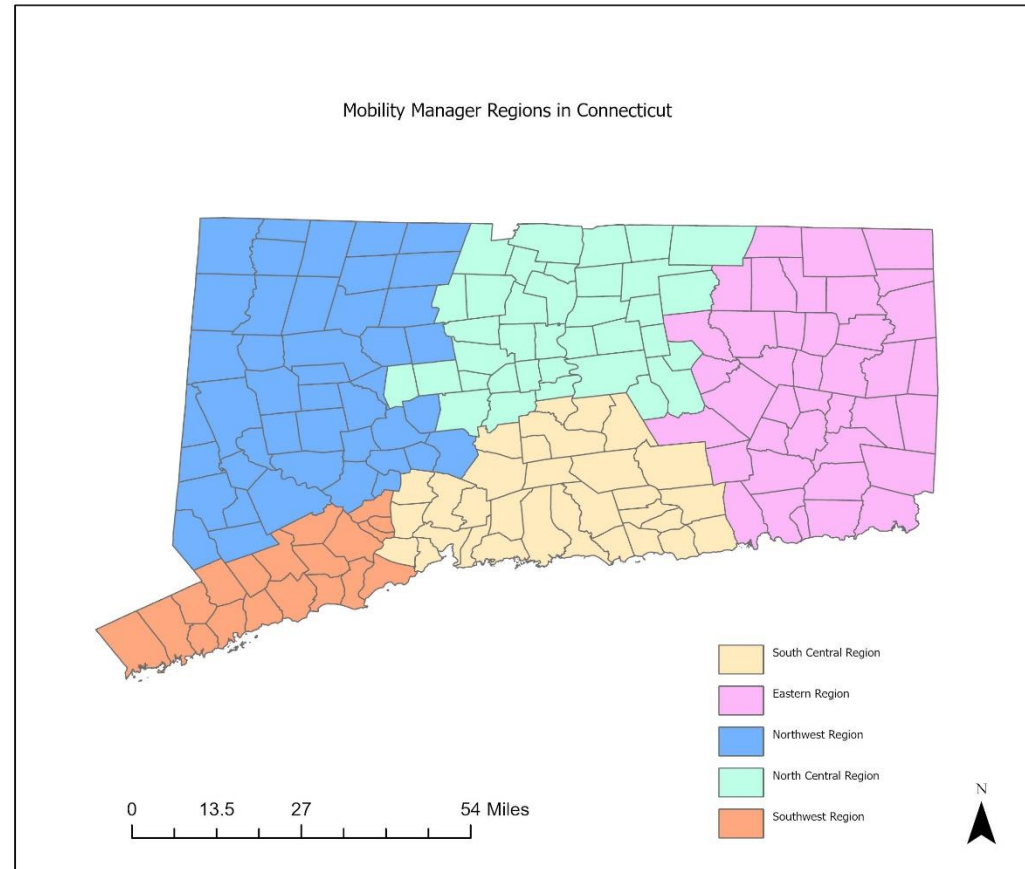 Mobility Manager Regions in Connecticut
South Central Region
Eastern Region
Northwest Region
North Central Region
Southwest Region
0 13.5 27 54 Miles
N